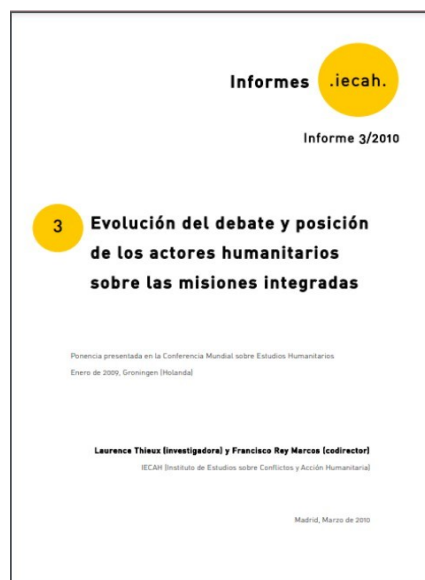 Informes .iecah.
Informe 3/2010
3 Evolución del debate y posición
de los actores humanitarios
sobre las misiones integradas
Ponencia presentada en la Conferencia Mundial sobre Estudios Humanitarios
Enero de 2009, Groningen (Holanda)
Laurence Thieux (investigadora) y Francisco Rey Marcos (codirector)
IECAH (Instituto de Estudios sobre Conflictos y Acción Humanitaria)
Madrid, Marzo de 2010